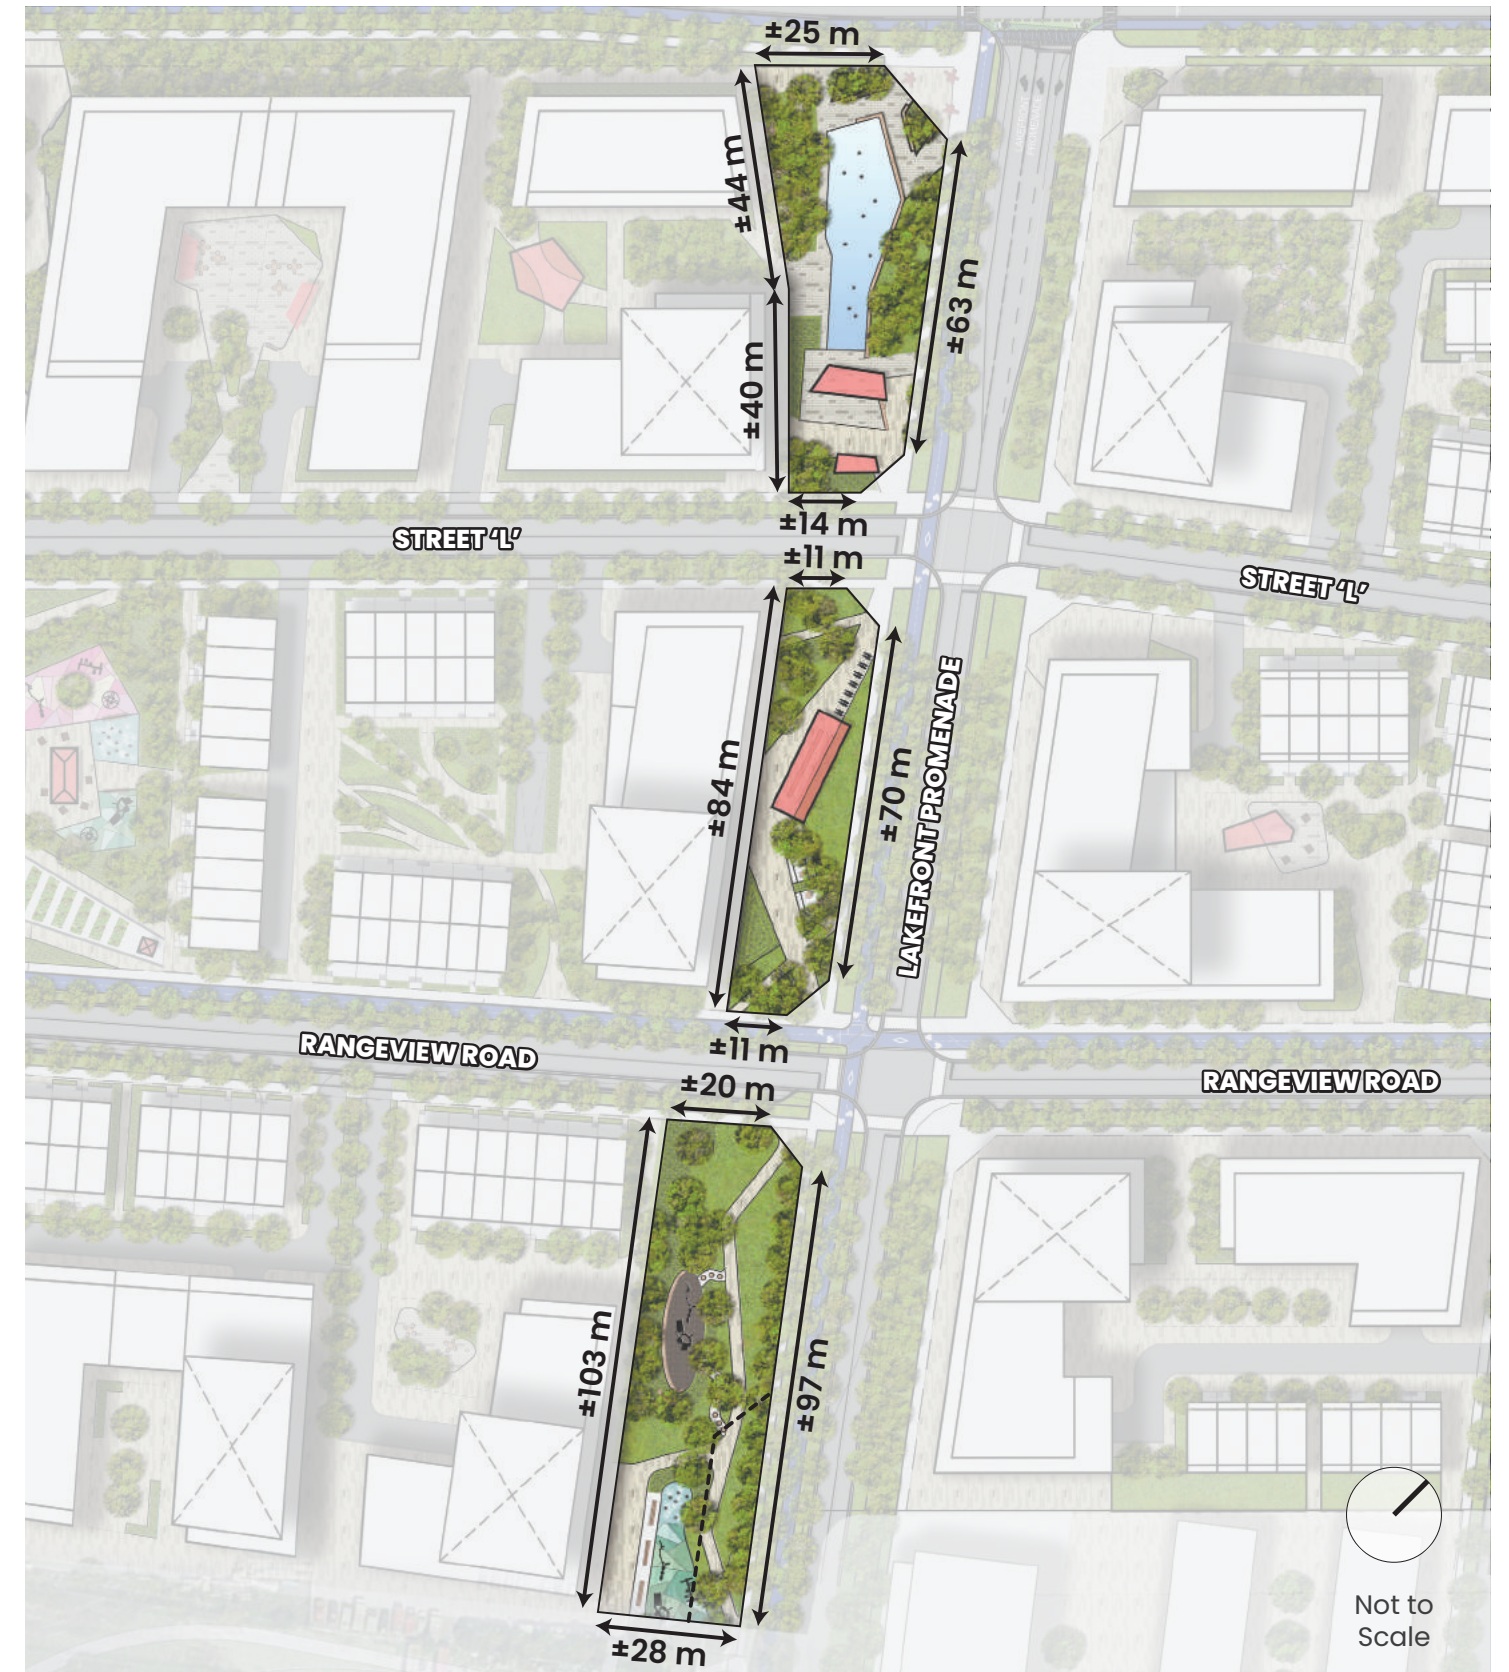 ±25 m
±44 m
±63 m
±40 m
±14 m
STREET ‘L’
±11 m
STREET ‘L’
±84 m
±70 m
LAKEFRONT PROMENADE
±11 m
RANGEVIEW ROAD
±20 m
RANGEVIEW ROAD
±103 m
±97 m
±28 m
Not to
Scale